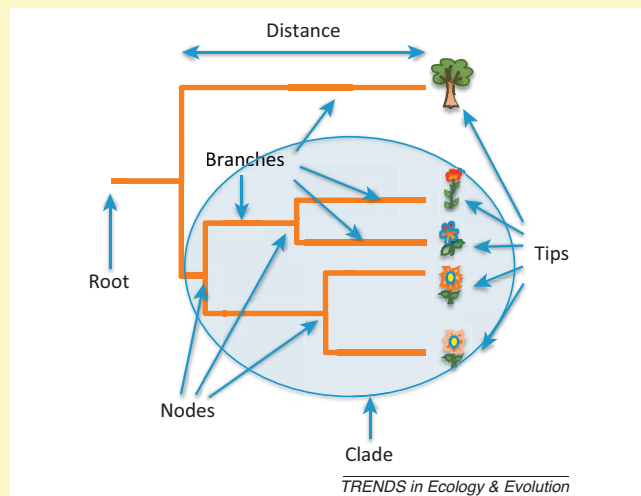 Distance
Branches
Root
Tips
Nodes
Clade
TRENDS in Ecology & Evolution